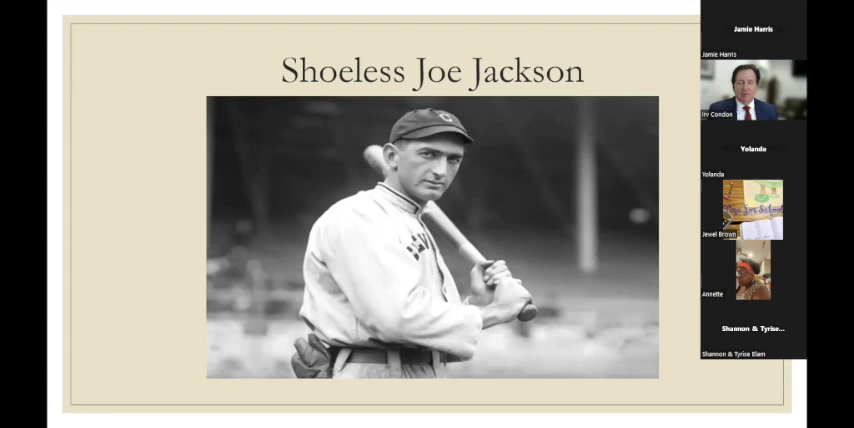 Shoeless Joe Jackson
Jamie Harris
Jamie Harris
Irv Condon
Yolanda
Yolanda
Jewel Brown
Annette
Shannon & Tyrise...
Shannon & Tyrise Elam